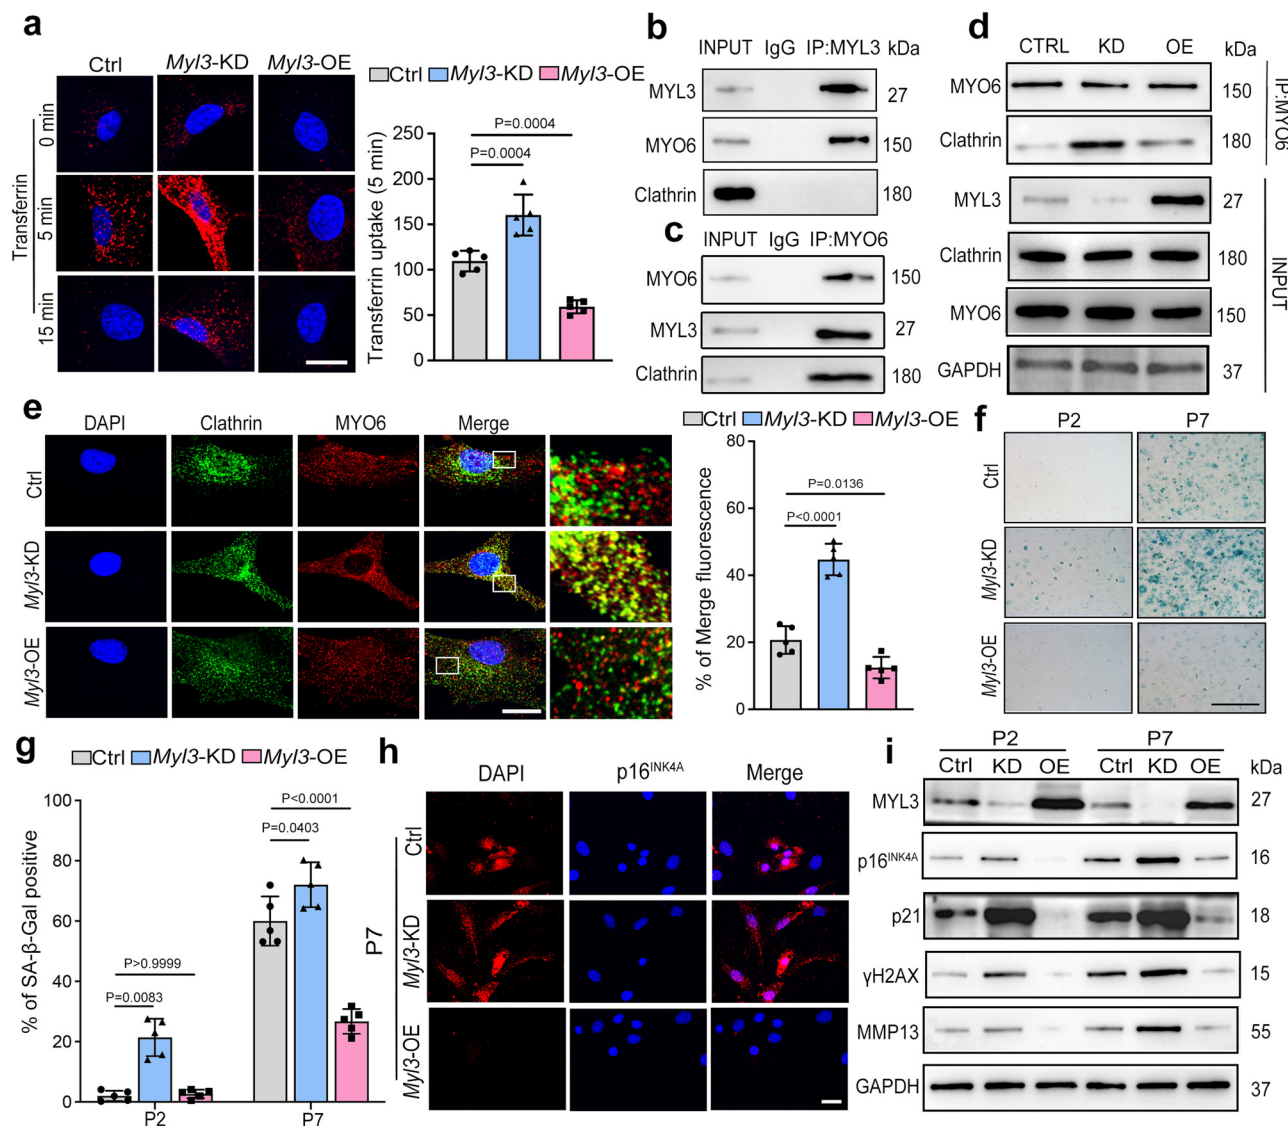 a
Ctrl Myl3-KD Myl3-OE
Transferrin
0 min
5 min
15 min
Ctrl Myl3-KD Myl3-OE
Transferrin uptake (5 min)
250
200
150
100
50
0
P=0.0004
P=0.0004
b
INPUT IgG IP:MYL3 kDa
MYL3 27
MYO6 150
Clathrin 180
c
INPUT IgG IP:MYO6
MYO6 150
MYL3 27
Clathrin 180
d
CTRL KD OE kDa
MYO6 150
Clathrin 180
IP:MYO6
MYL3 27
Clathrin 180
MYO6 150
GAPDH 37
INPUT
e
DAPI Clathrin MYO6 Merge
Ctrl
Myl3-KD
Myl3-OE
Ctrl Myl3-KD Myl3-OE
% of Merge fluorescence
80
60
40
20
0
P=0.0136
P<0.0001
f
P2 P7
Ctrl
Myl3-KD
Myl3-OE
g
Ctrl Myl3-KD Myl3-OE
% of SA-β-Gal positive
100
80
60
40
20
0
P>0.9999
P=0.0083
P<0.0001
P=0.0403
P2 P7
h
DAPI p16INK4A Merge
P7
Ctrl
Myl3-KD
Myl3-OE
i
P2 P7
Ctrl KD OE Ctrl KD OE kDa
MYL3 27
p16INK4A 16
p21 18
γH2AX 15
MMP13 55
GAPDH 37